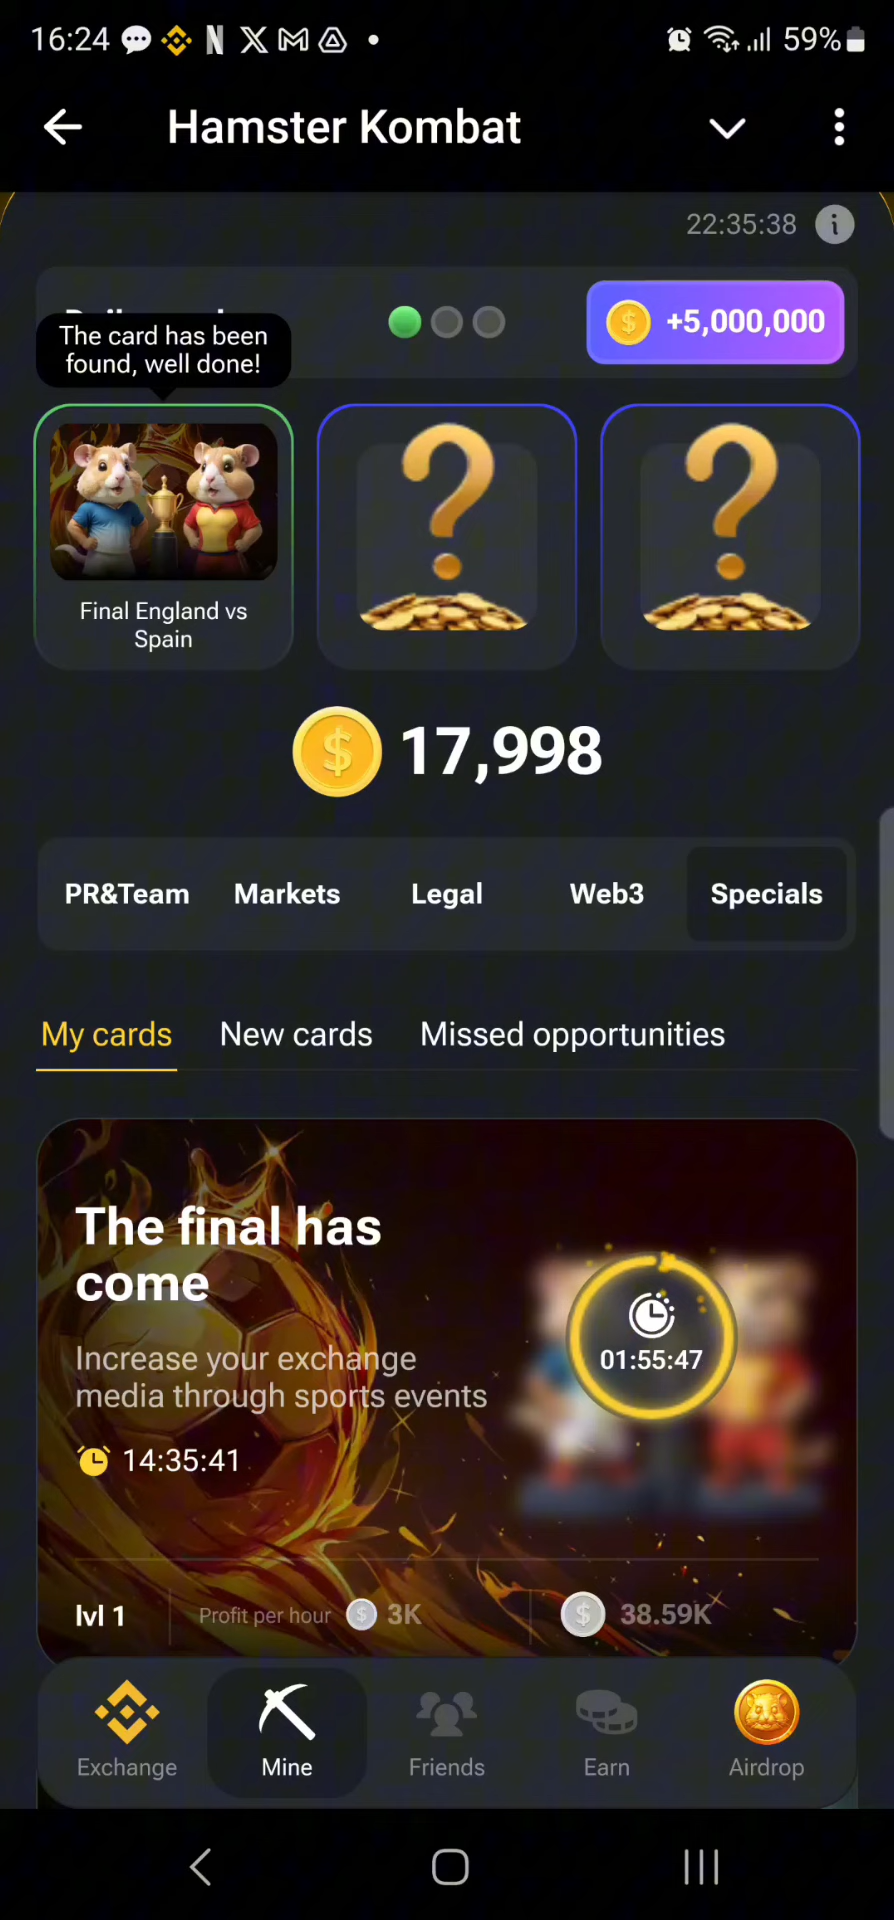 16:24 59%
Hamster Kombat
22:35:38
+5,000,000
The card has been
found, well done!
Final England vs
Spain
17,998
PR&Team Markets Legal Web3 Specials
My cards New cards Missed opportunities
The final has
come
Increase your exchange
media through sports events
01:55:47
14:35:41
lvl 1 Profit per hour 3K 38.59K
Exchange Mine Friends Earn Airdrop